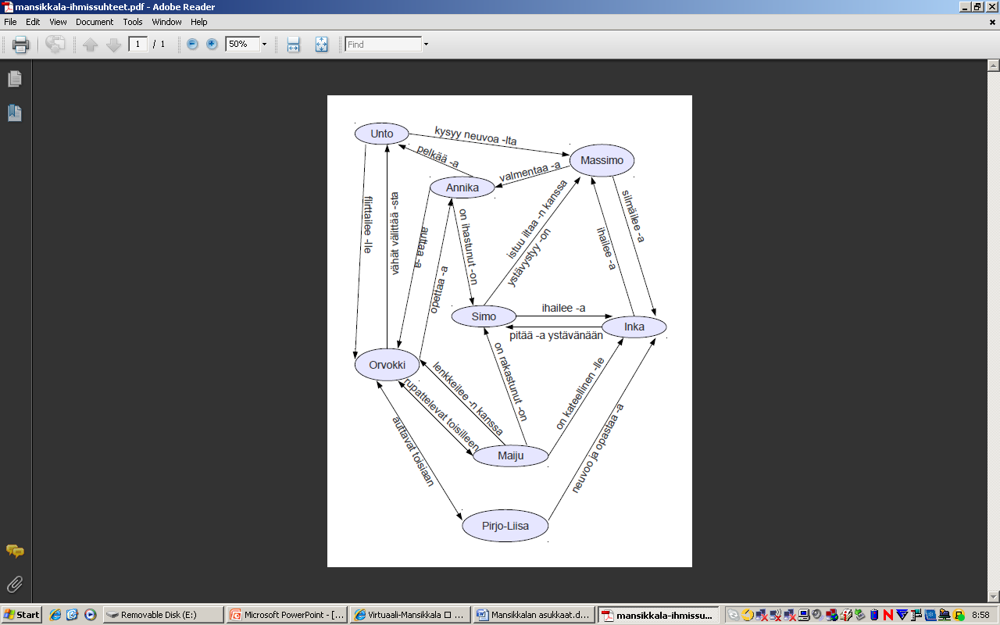 mansikkala-ihmissuhteet.pdf - Adobe Reader
File Edit View Document Tools Window Help
1 / 1 50% Find
Unto
kysyy neuvoa -lta
Massimo
pelkää -a
valmentaa -a
Annika
flirttailee -lle
vähät välittää -sta
auttaa -a
opettaa -a
on ihastunut -on
istuu iltaa -n kanssa
ystävystyy -on
ihailee -a
silmäilee -a
Simo
ihailee -a
pitää -a ystävänään
Inka
Orvokki
lenkkeilee -n kanssa
rupattelevat toisilleen
on rakastunut -on
on kateellinen -lle
auttavat toisiaan
Maiju
neuvoo ja opastaa -a
Pirjo-Liisa
Start Removable Disk (E:) Microsoft PowerPoint - [... Virtuaali-Mansikkala ... Mansikkalan asukkaat.d... mansikkala-ihmissu... 8:58